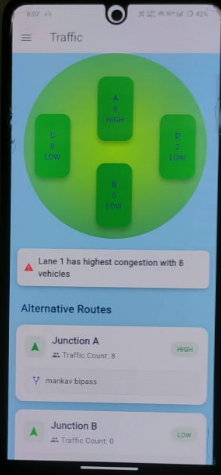 Traffic
A
HIGH
LOW
LOW
LOW
Lane 1 has highest congestion with 8
vehicles
Alternative Routes
Junction A
HIGH
Traffic Count: 8
mankav bipass
Junction B
LOW
Traffic Count: 0